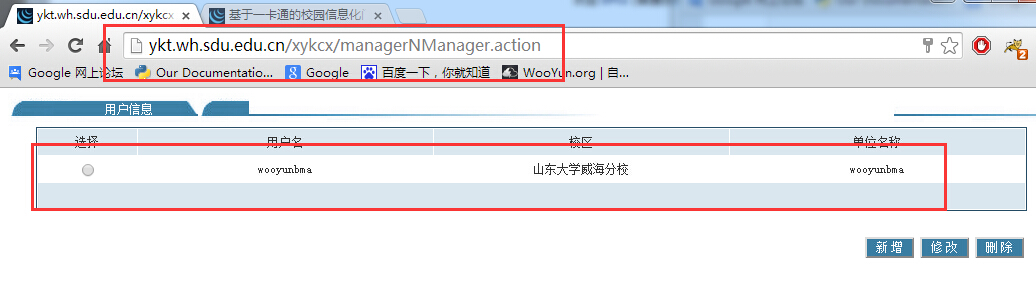 ykt.wh.sdu.edu.cn/xykcx
基于一卡通的校园信息化
ykt.wh.sdu.edu.cn/xykcx/managerNManager.action
2
Google 网上论坛 Our Documentatio... Google 百度一下，你就知道 WooYun.org | 自...
用户信息
选择 用户名 校区 单位名称
wooyunbma 山东大学威海分校 wooyunbma
新增 修改 删除